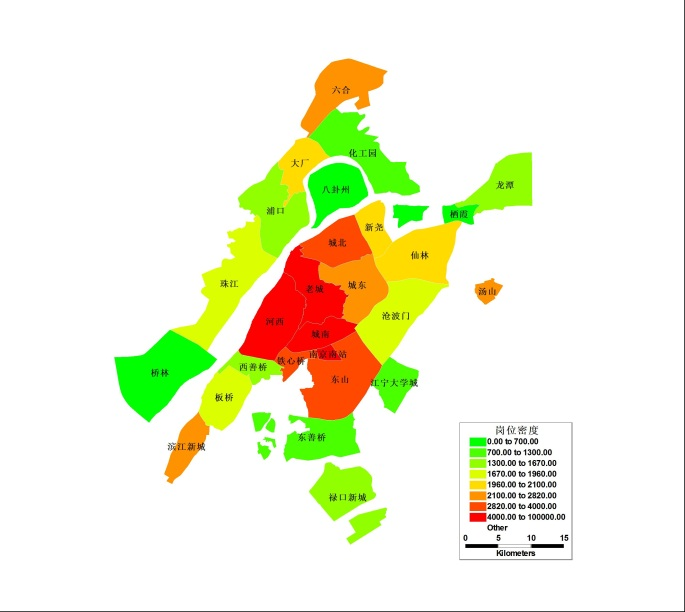 六合
化工园
大厂
龙潭
八卦州
浦口
栖霞
新尧
城北
仙林
珠江
老城
城东
汤山
沧波门
河西
城南
南京南站
铁心桥
西善桥
桥林
东山
江宁大学城
板桥
东善桥
滨江新城
禄口新城
岗位密度
0.00 to 700.00
700.00 to 1300.00
1300.00 to 1670.00
1670.00 to 1960.00
1960.00 to 2100.00
2100.00 to 2820.00
2820.00 to 4000.00
4000.00 to 100000.00
Other
0 5 10 15
Kilometers